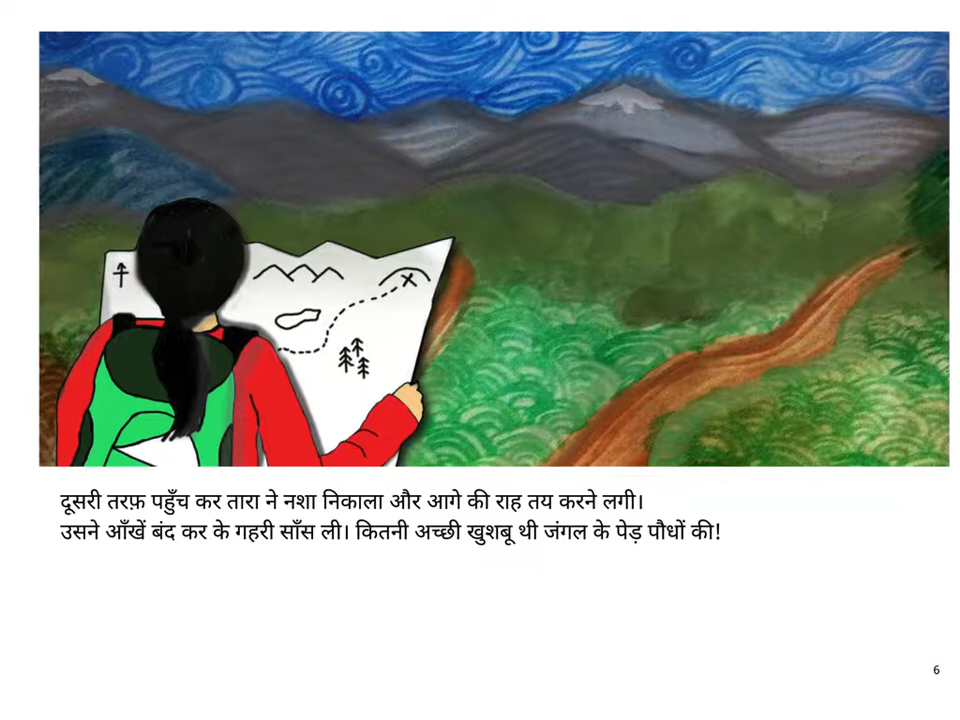 दूसरी तरफ़ पहुँच कर तारा ने नशा निकाला और आगे की राह तय करने लगी।
उसने आँखें बंद कर के गहरी साँस ली। कितनी अच्छी खुशबू थी जंगल के पेड़ पौधों की!
6